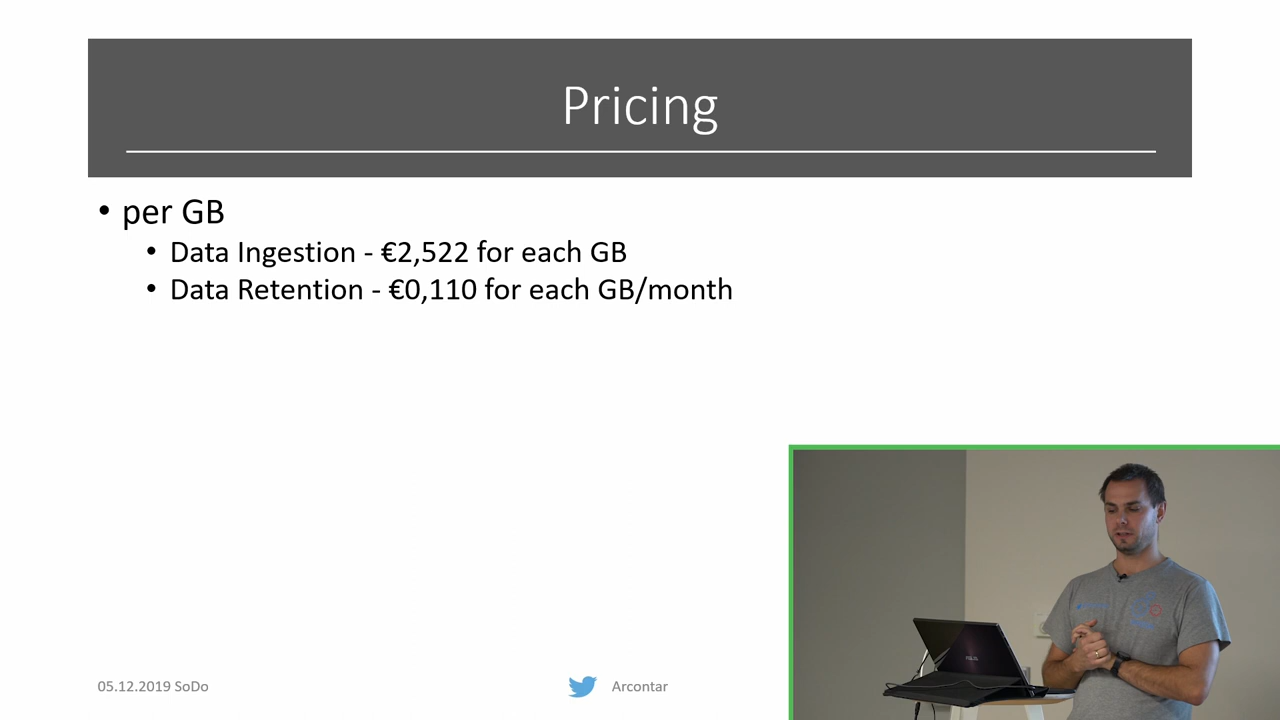 Pricing
• per GB
• Data Ingestion - €2,522 for each GB
• Data Retention - €0,110 for each GB/month
05.12.2019 SoDo
Arcontar